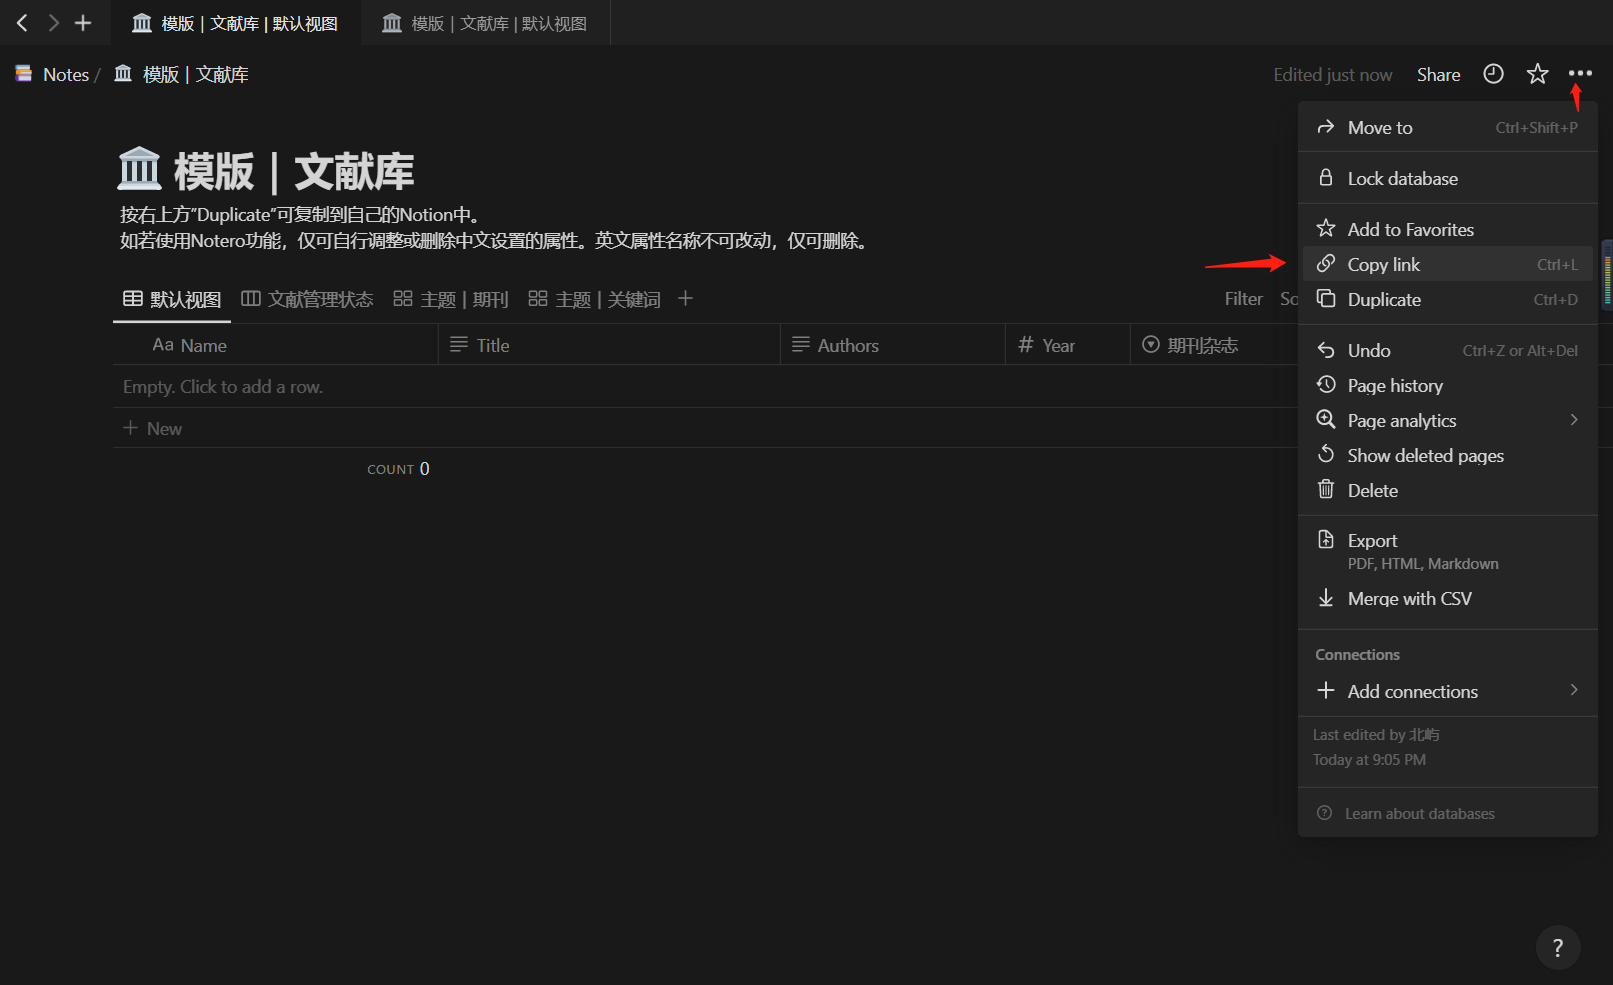 模版 | 文献库 | 默认视图
模版 | 文献库 | 默认视图
Notes / 模版 | 文献库
Edited just now
Share
模版 | 文献库
按右上方"Duplicate"可复制到自己的Notion中。
如若使用Notero功能，仅可自行调整或删除中文设置的属性。英文属性名称不可改动，仅可删除。
默认视图
文献管理状态
主题 | 期刊
主题 | 关键词
Filter
So
Aa Name
Title
Authors
# Year
期刊杂志
Empty. Click to add a row.
+ New
COUNT 0
Move to Ctrl+Shift+P
Lock database
Add to Favorites
Copy link Ctrl+L
Duplicate Ctrl+D
Undo Ctrl+Z or Alt+Del
Page history
Page analytics
Show deleted pages
Delete
Export
PDF, HTML, Markdown
Merge with CSV
Connections
Add connections
Last edited by 北屿
Today at 9:05 PM
Learn about databases
?